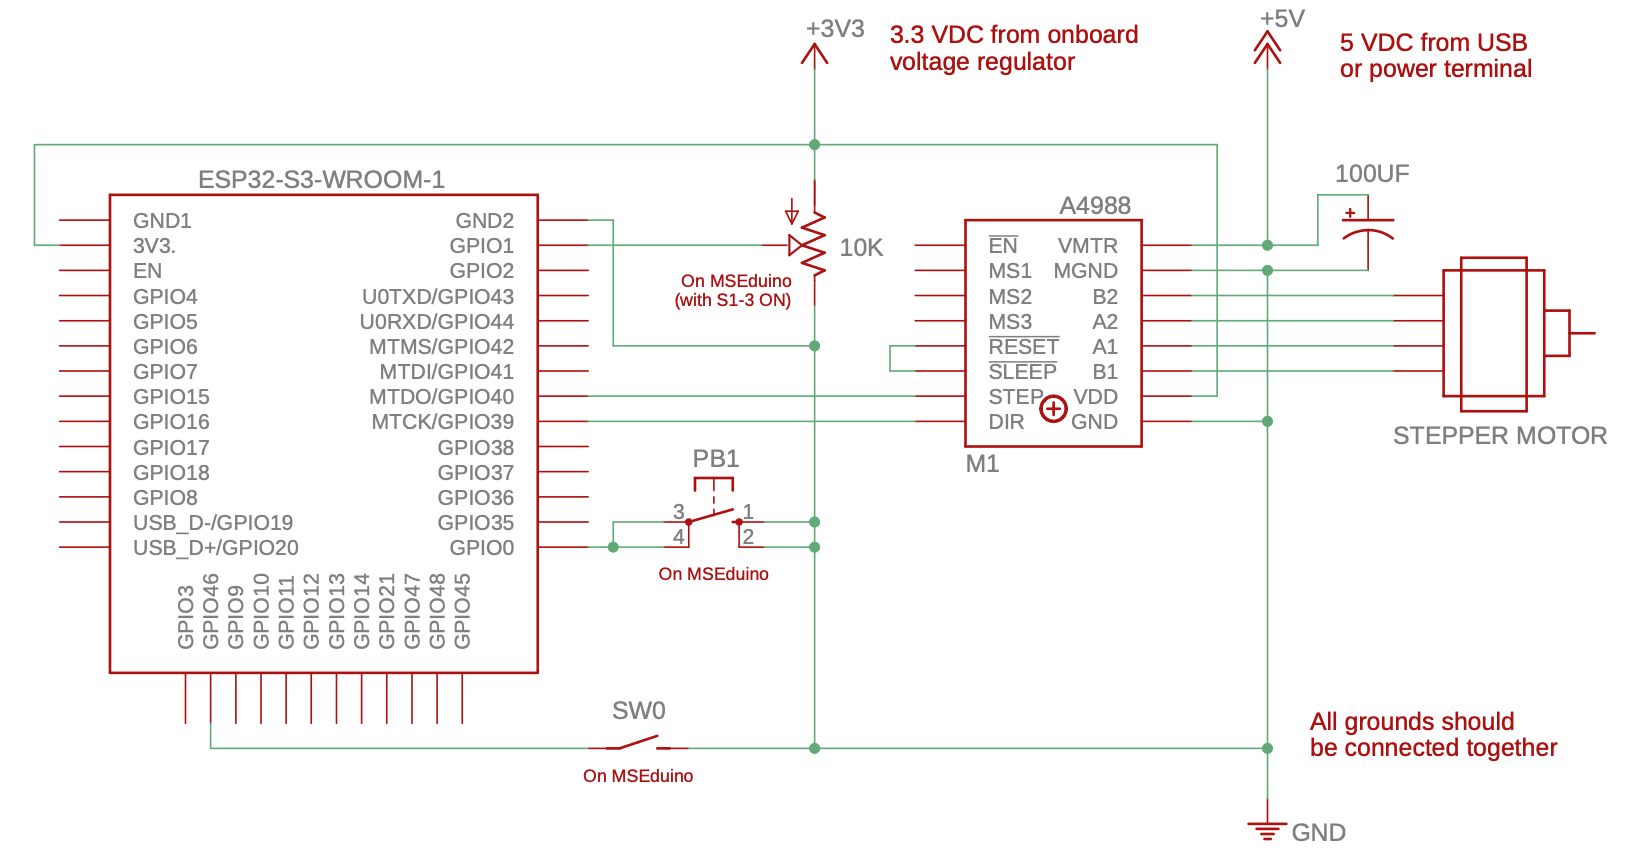 +3V3
3.3 VDC from onboard
voltage regulator
+5V
5 VDC from USB
or power terminal
ESP32-S3-WROOM-1
GND1
3V3.
EN
GPIO4
GPIO5
GPIO6
GPIO7
GPIO15
GPIO16
GPIO17
GPIO18
GPIO8
USB_D-/GPIO19
USB_D+/GPIO20
GND2
GPIO1
GPIO2
U0TXD/GPIO43
U0RXD/GPIO44
MTMS/GPIO42
MTDI/GPIO41
MTDO/GPIO40
MTCK/GPIO39
GPIO38
GPIO37
GPIO36
GPIO35
GPIO0
GPIO3
GPIO46
GPIO9
GPIO10
GPIO11
GPIO12
GPIO13
GPIO14
GPIO21
GPIO47
GPIO48
GPIO45
10K
On MSEduino
(with S1-3 ON)
PB1
3
4
1
2
On MSEduino
SW0
On MSEduino
A4988
EN
MS1
MS2
MS3
RESET
SLEEP
STEP
DIR
VMTR
MGND
B2
A2
A1
B1
VDD
GND
M1
100UF
+
STEPPER MOTOR
All grounds should
be connected together
GND